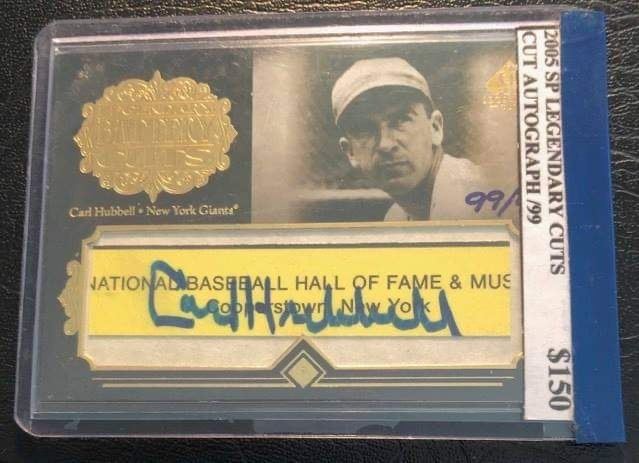 LEGENDARY
CUTS
Carl Hubbell • New York Giants®
99/
NATIONAL BASEBALL HALL OF FAME & MUS
Cooperstown, New York
Carl Hubbell
2005 SP LEGENDARY CUTS
CUT AUTOGRAPH /99
$150